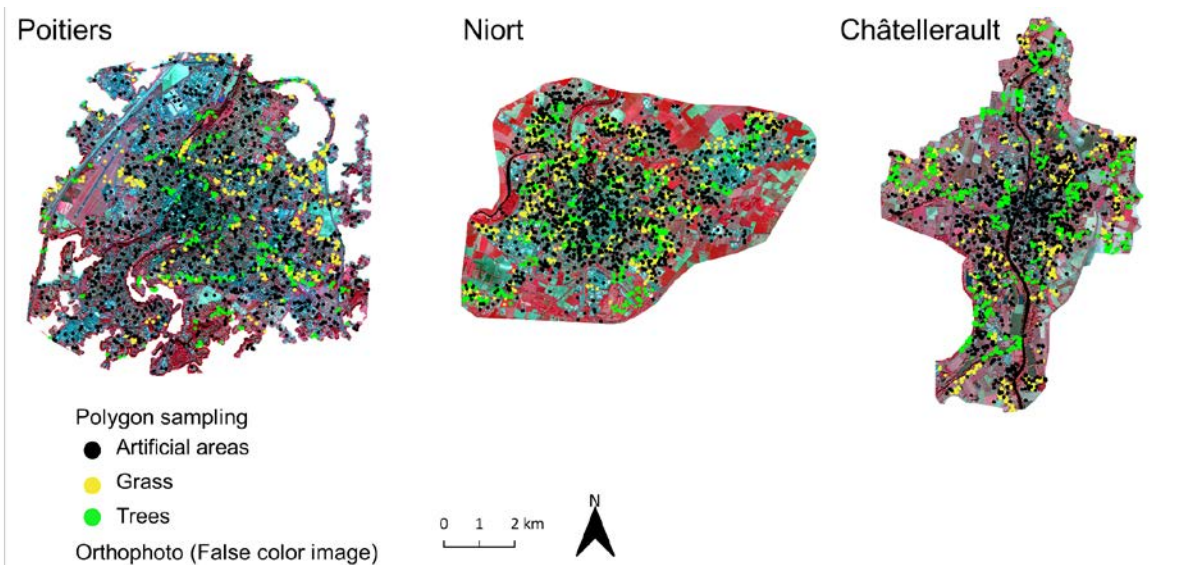 Poitiers
Niort
Châtellerault
Polygon sampling
Artificial areas
Grass
Trees
Orthophoto (False color image)
0 1 2 km
N